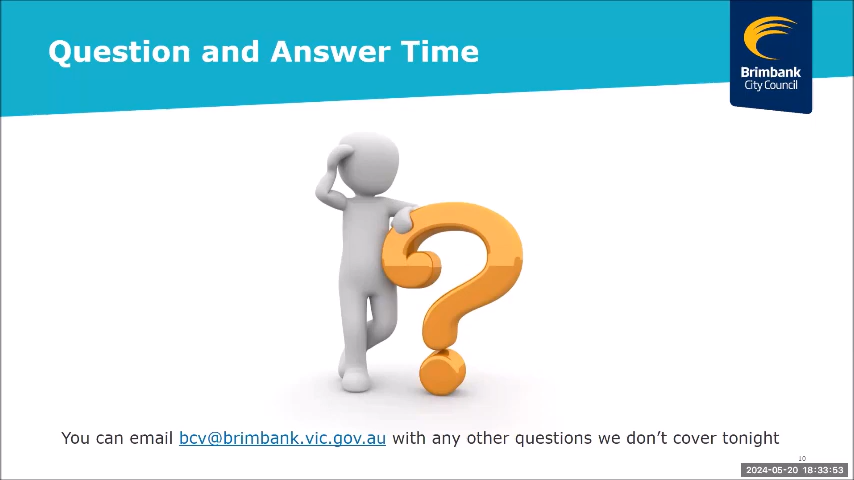 Question and Answer Time
Brimbank
City Council
You can email bcv@brimbank.vic.gov.au with any other questions we don’t cover tonight
10
2024-05-20 18:33:53